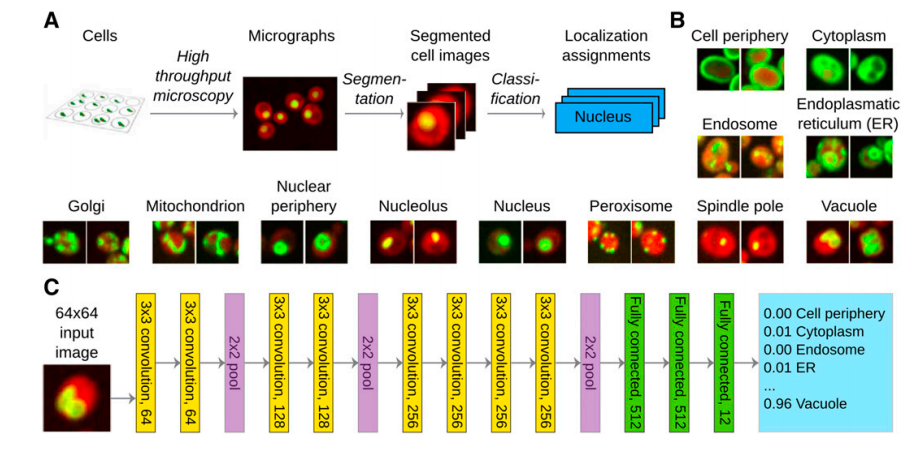 A
Cells
High
throughput
microscopy
Micrographs
Segmen-
tation
Segmented
cell images
Classi-
fication
Localization
assignments
Nucleus
B
Cell periphery
Cytoplasm
Endosome
Endoplasmatic
reticulum (ER)
Golgi
Mitochondrion
Nuclear
periphery
Nucleolus
Nucleus
Peroxisome
Spindle pole
Vacuole
C
64x64
input
image
3x3 convolution, 64
3x3 convolution, 64
2x2 pool
3x3 convolution, 128
3x3 convolution, 128
2x2 pool
3x3 convolution, 256
3x3 convolution, 256
3x3 convolution, 256
3x3 convolution, 256
2x2 pool
Fully connected, 512
Fully connected, 512
Fully connected, 12
0.00 Cell periphery
0.01 Cytoplasm
0.00 Endosome
0.01 ER
...
0.96 Vacuole